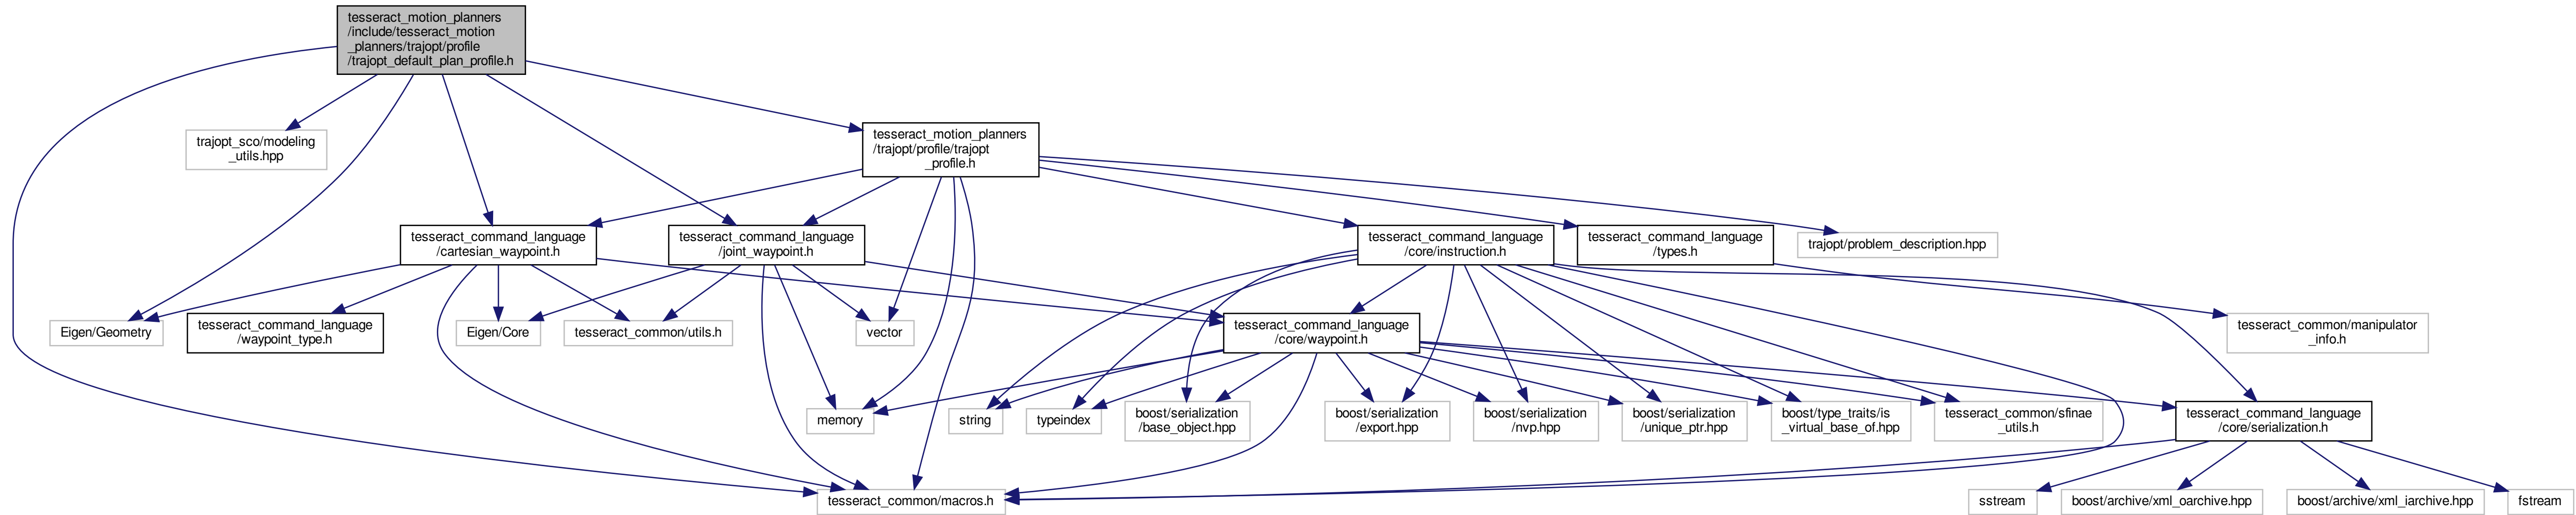 tesseract_motion_planners
/include/tesseract_motion
_planners/trajopt/profile
/trajopt_default_plan_profile.h
trajopt_sco/modeling
_utils.hpp
tesseract_motion_planners
/trajopt/profile/trajopt
_profile.h
tesseract_command_language
/cartesian_waypoint.h
tesseract_command_language
/joint_waypoint.h
tesseract_command_language
/core/instruction.h
tesseract_command_language
/types.h
trajopt/problem_description.hpp
Eigen/Geometry
tesseract_command_language
/waypoint_type.h
Eigen/Core
tesseract_common/utils.h
vector
tesseract_command_language
/core/waypoint.h
tesseract_common/manipulator
_info.h
memory
string
typeindex
boost/serialization
/base_object.hpp
boost/serialization
/export.hpp
boost/serialization
/nvp.hpp
boost/serialization
/unique_ptr.hpp
boost/type_traits/is
_virtual_base_of.hpp
tesseract_common/sfinae
_utils.h
tesseract_command_language
/core/serialization.h
tesseract_common/macros.h
sstream
boost/archive/xml_oarchive.hpp
boost/archive/xml_iarchive.hpp
fstream